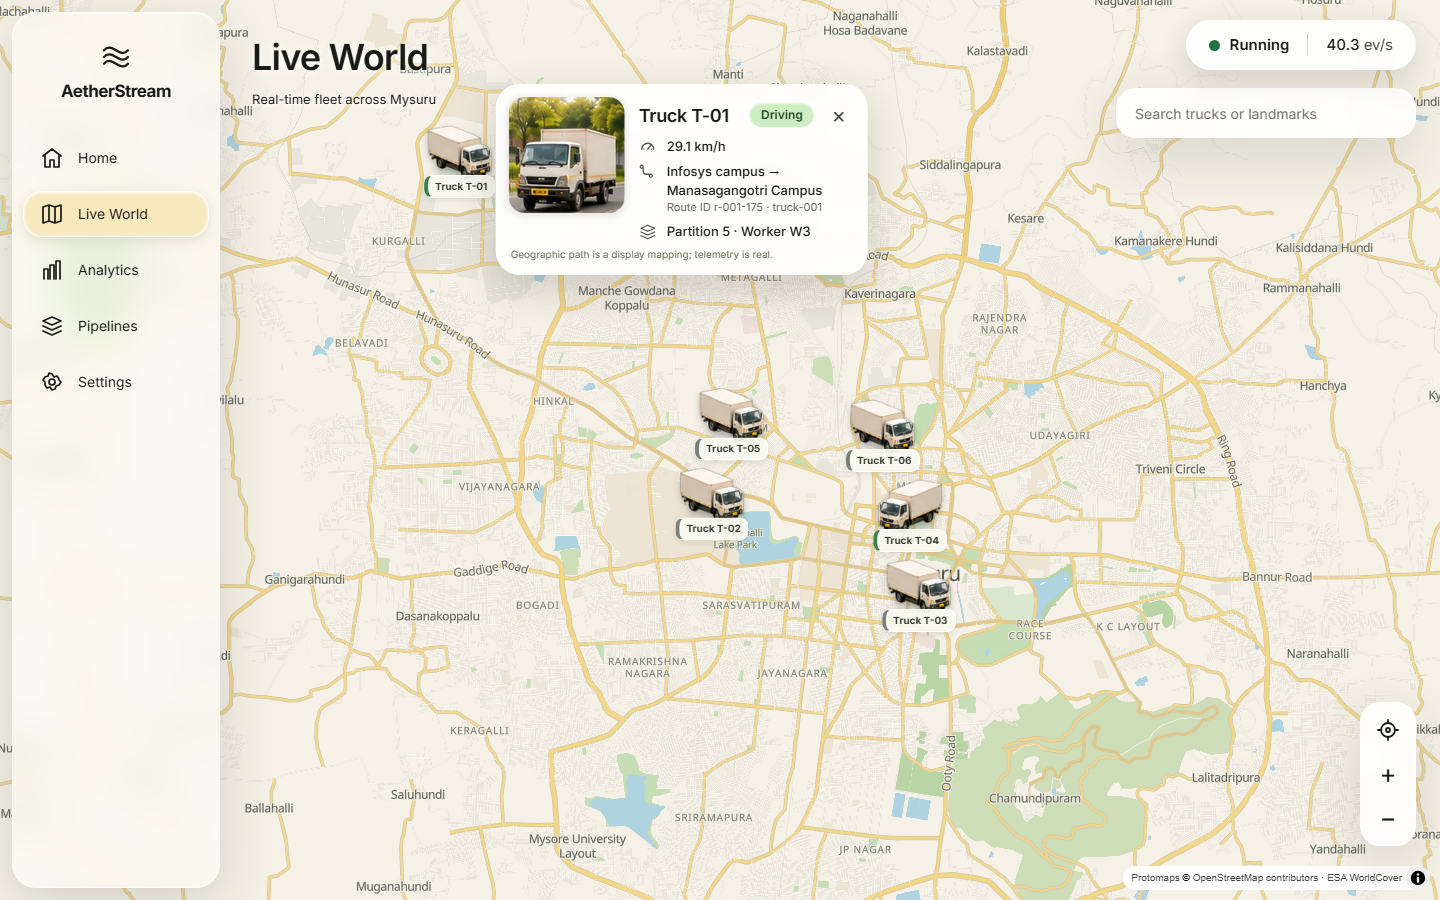 AetherStream
Home
Live World
Analytics
Pipelines
Settings
Live World
Real-time fleet across Mysuru
Running
40.3 ev/s
Search trucks or landmarks
Truck T-01
Driving
29.1 km/h
Infosys campus →
Manasagangotri Campus
Route ID r-001-175 · truck-001
Partition 5 · Worker W3
Geographic path is a display mapping; telemetry is real.
Truck T-01
Truck T-05
Truck T-06
Truck T-02
Truck T-04
Truck T-03
Naganahalli
Hosa Badavane
Kalastavadi
Manti
Siddalingapura
Kesare
Kamanakere Hundi
Kalisiddana Hundi
Rammanahalli
KURGALLI
Hunasur Road
Hunasuru Road
BELAVADI
METAGALLI
Manche Gowdana
Koppalu
Kaverinagara
RAJENDRA
NAGAR
Hanchya
HINKAL
UDAYAGIRI
Ring Road
Triveni Circle
VIJAYANAGARA
Lake Park
Ganigarahundi
Gaddige Road
Dasanakoppalu
BOGADI
SARASVATIPURAM
Bannur Road
RACE
COURSE
K C LAYOUT
Naranahalli
RAMAKRISHNA
NAGARA
JAYANAGARA
KERAGALLI
Ooty Road
Lalitadripura
Chamundipuram
Ballahalli
Saluhundi
SRIRAMAPURA
Mysore University
Layout
JP NAGAR
Yandahalli
Muganahundi
Protomaps © OpenStreetMap contributors · ESA WorldCover